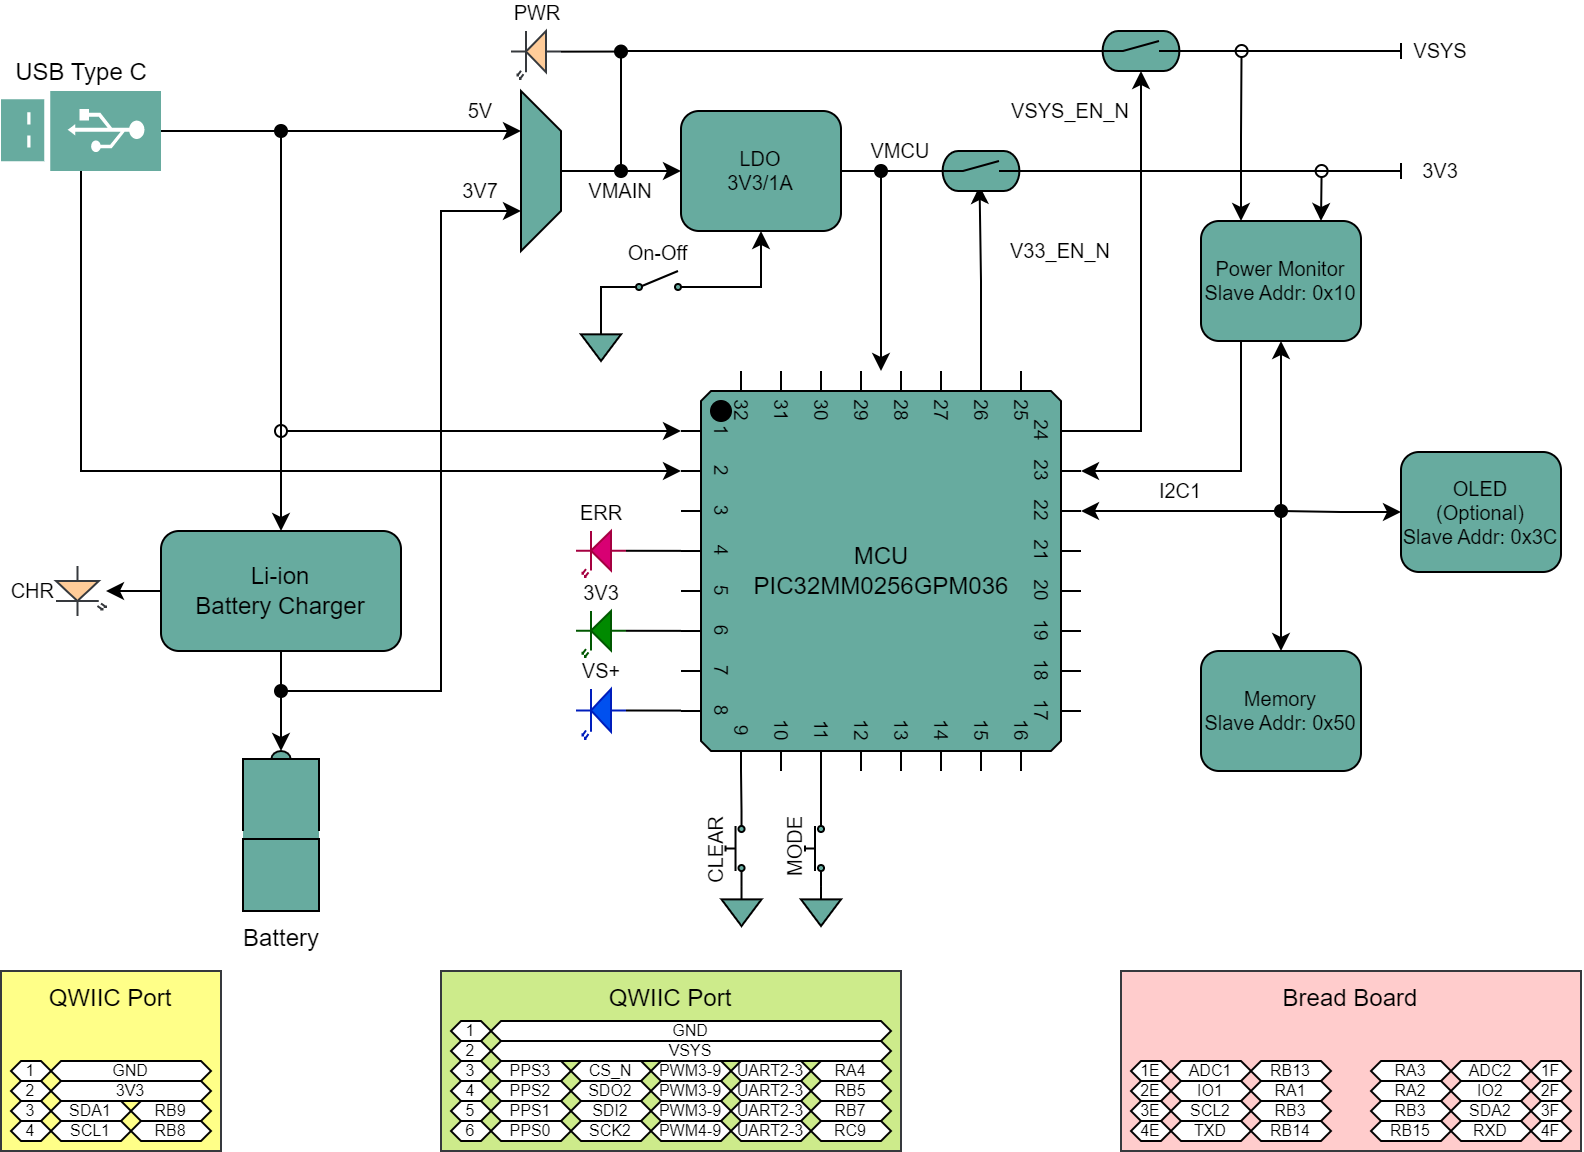 PWR
VSYS
USB Type C
5V
VSYS_EN_N
LDO
3V3/1A
VMCU
3V3
3V7
VMAIN
On-Off
V33_EN_N
Power Monitor
Slave Addr: 0x10
32
31
30
29
28
27
26
25
1
2
3
4
5
6
7
8
24
23
22
21
20
19
18
17
I2C1
OLED
(Optional)
Slave Addr: 0x3C
ERR
3V3
VS+
MCU
PIC32MM0256GPM036
Li-ion
Battery Charger
CHR
Memory
Slave Addr: 0x50
9
10
11
12
13
14
15
16
CLEAR
MODE
Battery
QWIIC Port
1 GND
2 3V3
3 SDA1 RB9
4 SCL1 RB8
QWIIC Port
1 GND
2 VSYS
3 PPS3 CS_N PWM3-9 UART2-3 RA4
4 PPS2 SDO2 PWM3-9 UART2-3 RB5
5 PPS1 SDI2 PWM3-9 UART2-3 RB7
6 PPS0 SCK2 PWM4-9 UART2-3 RC9
Bread Board
1E ADC1 RB13 RA3 ADC2 1F
2E IO1 RA1 RA2 IO2 2F
3E SCL2 RB3 RB3 SDA2 3F
4E TXD RB14 RB15 RXD 4F